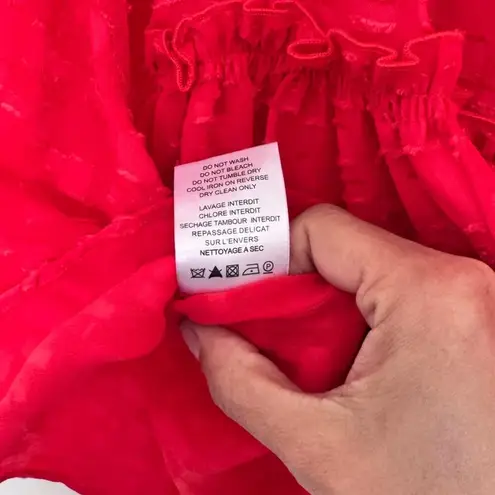 DO NOT WASH
DO NOT BLEACH
DO NOT TUMBLE DRY
COOL IRON ON REVERSE
DRY CLEAN ONLY
LAVAGE INTERDIT
CHLORE INTERDIT
SECHAGE TAMBOUR INTERDIT
REPASSAGE DELICAT
SUR L'ENVERS
NETTOYAGE A SEC